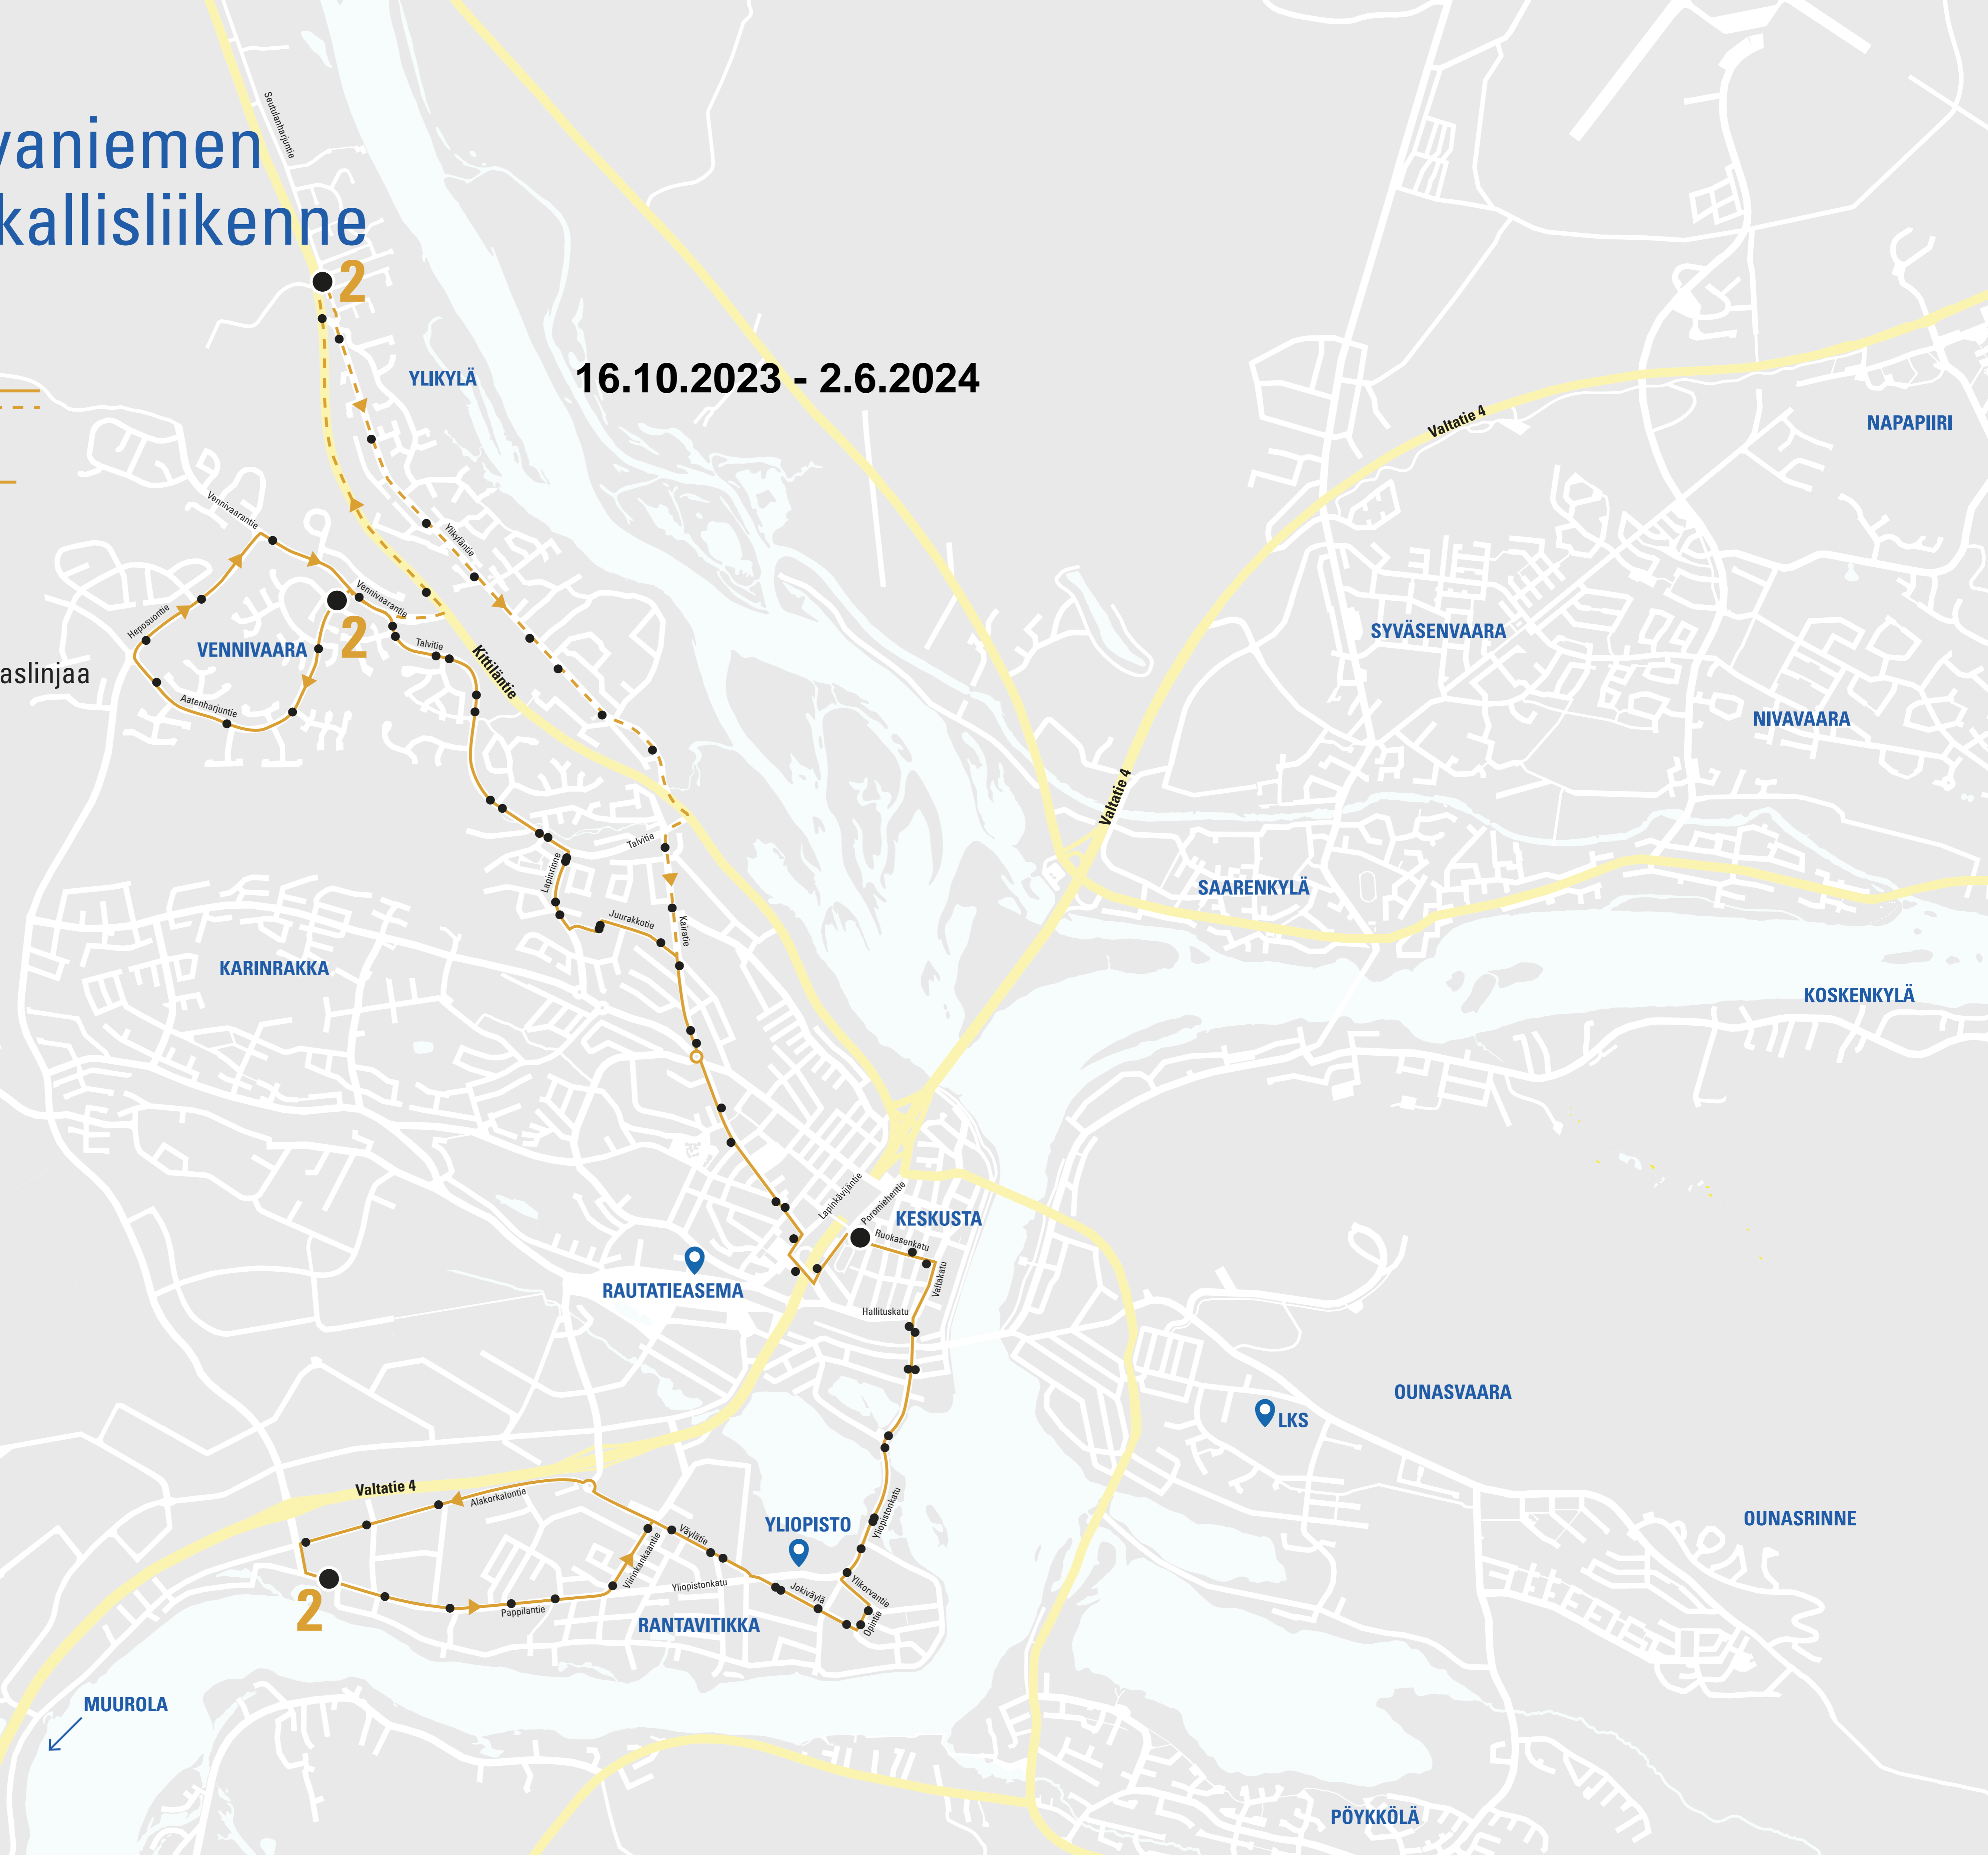 Seutulanharjuntie
vaniemen
kallisliikenne
2
YLIKYLÄ
16.10.2023 - 2.6.2024
Valtatie 4
NAPAPIIRI
Vennivaarantie
Ylikyläntie
Vennivaarantie
Heposuontie
VENNIVAARA
2
Talvitie
Kittiläntie
aslinjaa
Aatenharjuntie
SYVÄSENVAARA
NIVAVAARA
Valtatie 4
Talvitie
Lapinrinne
Juurakkotie
Kairatie
SAARENKYLÄ
KARINRAKKA
KOSKENKYLÄ
Lapinkävijäntie
Poromiehentie
KESKUSTA
Ruokasenkatu
Valtakatu
RAUTATIEASEMA
Hallituskatu
OUNASVAARA
LKS
Valtatie 4
Alakorkalontie
Väylätie
YLIOPISTO
Yliopistonkatu
OUNASRINNE
Viirinkankaantie
Yliopistonkatu
Jokiväylä
Ylikorvantie
Opintie
2
Pappilantie
RANTAVITIKKA
MUUROLA
PÖYKKÖLÄ